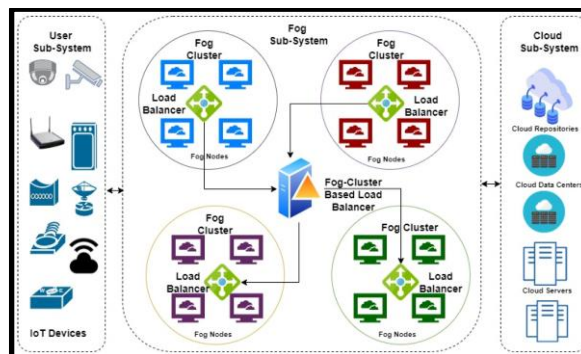 User
Sub-System
IoT Devices
Fog
Sub-System
Fog
Cluster
Load
Balancer
Fog Nodes
Fog
Cluster
Load
Balancer
Fog Nodes
Fog-Cluster
Based Load
Balancer
Fog
Cluster
Load
Balancer
Fog Nodes
Fog Cluster
Load
Balancer
Fog Nodes
Cloud
Sub-System
Cloud Repositories
Cloud Data Centers
Cloud Servers